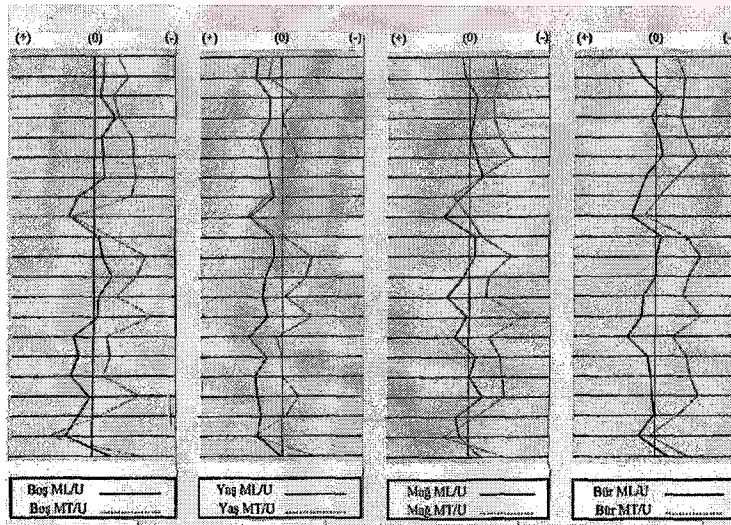 (+) (0) (-) (+) (0) (-) (+) (0) (-) (+) (0) (-)
Boş ML/U
Boş MT/U
Yaş ML/U
Yaş MT/U
Mağ ML/U
Mağ MT/U
Bür ML/U
Bür MT/U